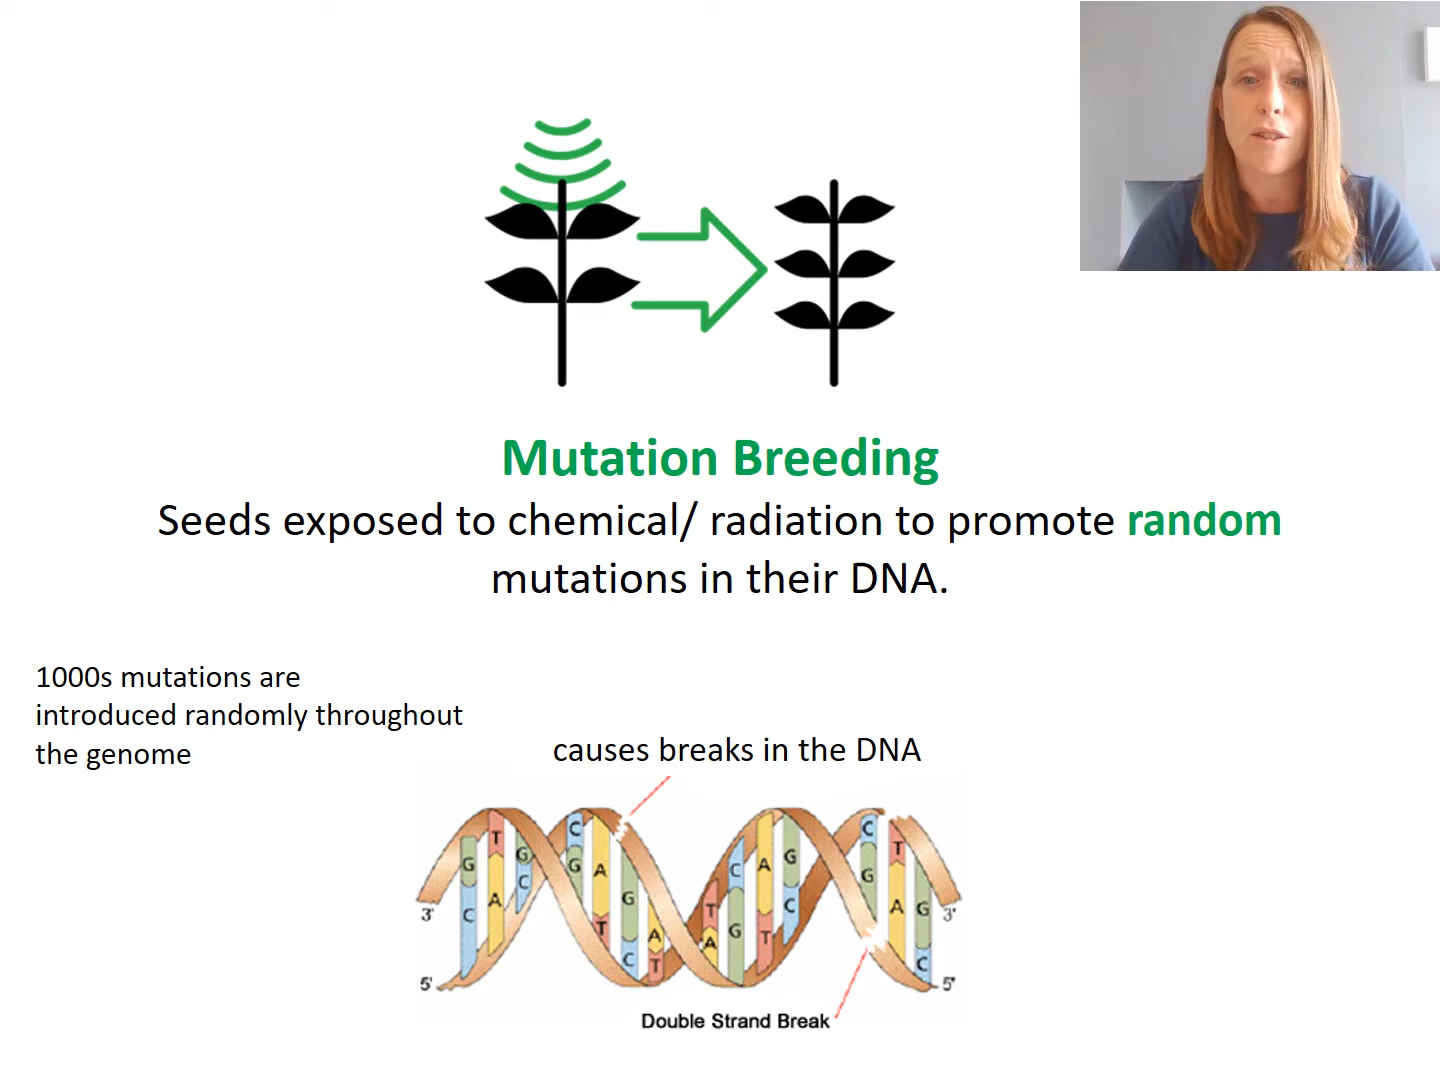 Mutation Breeding
Seeds exposed to chemical/ radiation to promote random
mutations in their DNA.
1000s mutations are
introduced randomly throughout
the genome
causes breaks in the DNA
G C
T A
G C
C G
A T
G C
A T
T A
C G
A T
G C
C G
T A
G C
3'
5'
3'
5'
Double Strand Break